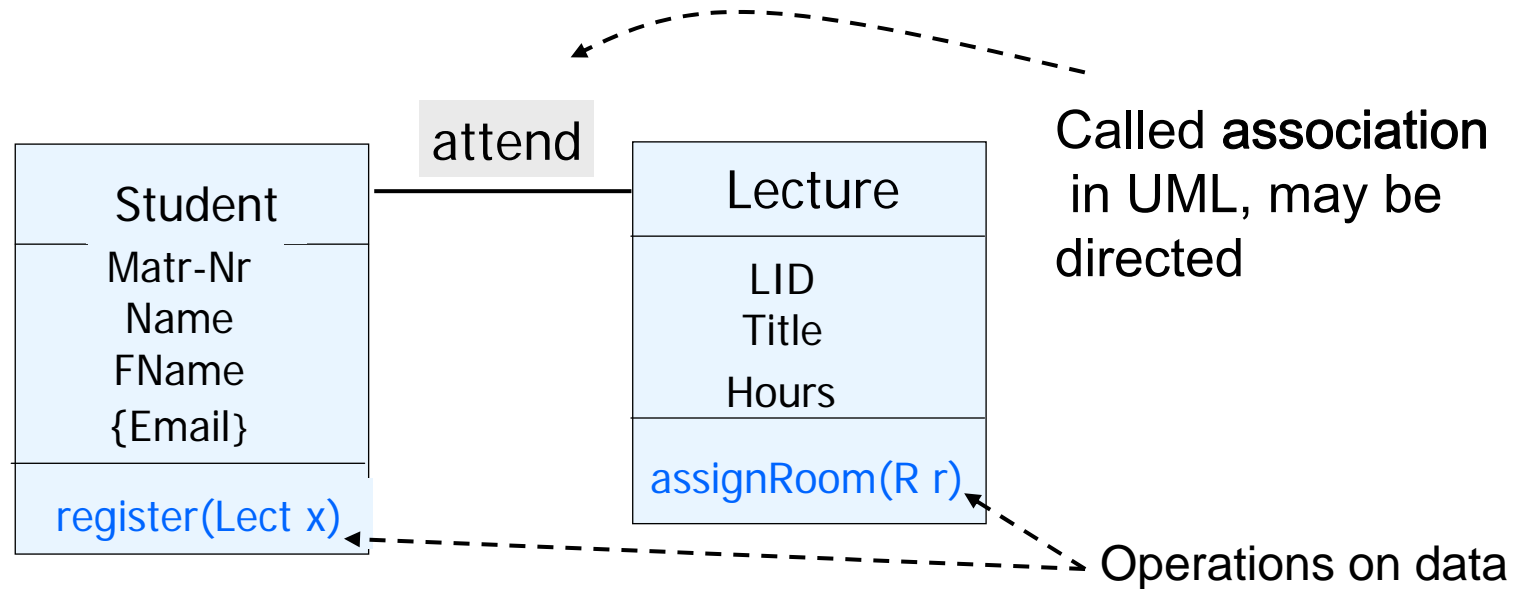 attend
Student
Matr-Nr
Name
FName
{Email}
register(Lect x)
Lecture
LID
Title
Hours
assignRoom(R r)
Called association
in UML, may be
directed
Operations on data